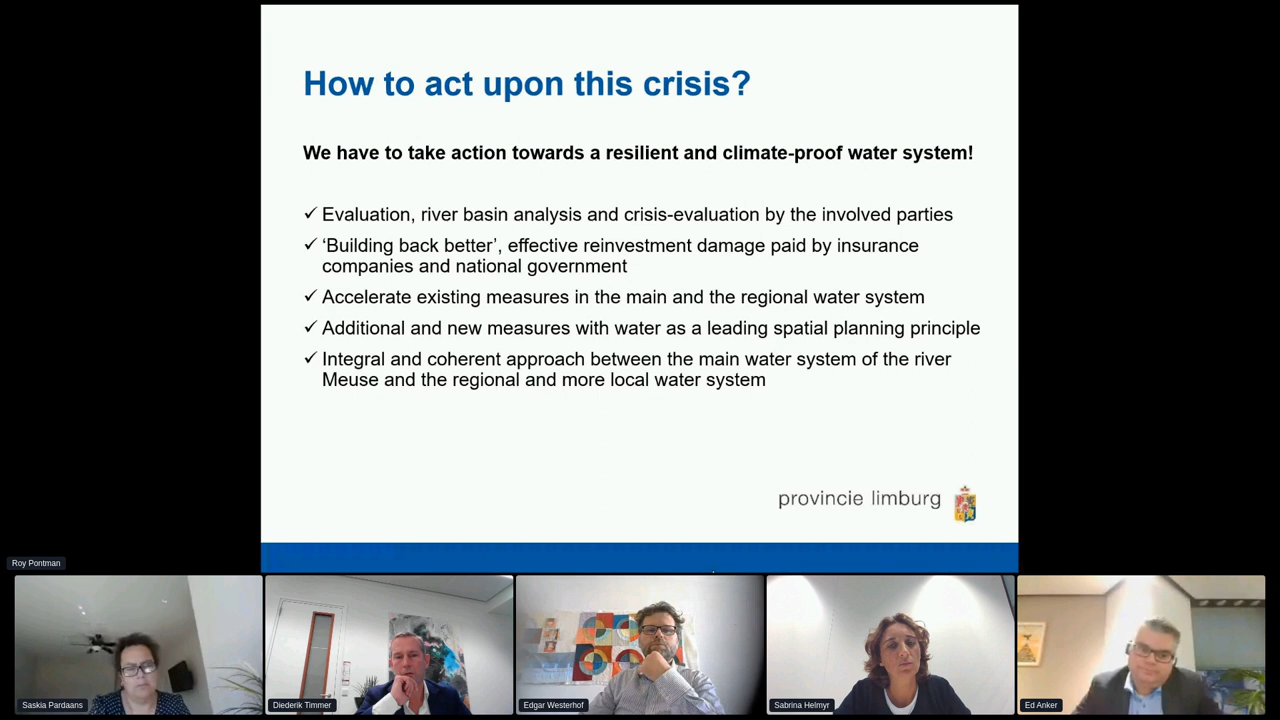 How to act upon this crisis?
We have to take action towards a resilient and climate-proof water system!
✓ Evaluation, river basin analysis and crisis-evaluation by the involved parties
✓ ‘Building back better’, effective reinvestment damage paid by insurance
companies and national government
✓ Accelerate existing measures in the main and the regional water system
✓ Additional and new measures with water as a leading spatial planning principle
✓ Integral and coherent approach between the main water system of the river
Meuse and the regional and more local water system
provincie limburg
Roy Pontman
Saskia Pardaans
Diederik Timmer
Edgar Westerhof
Sabrina Helmyr
Ed Anker